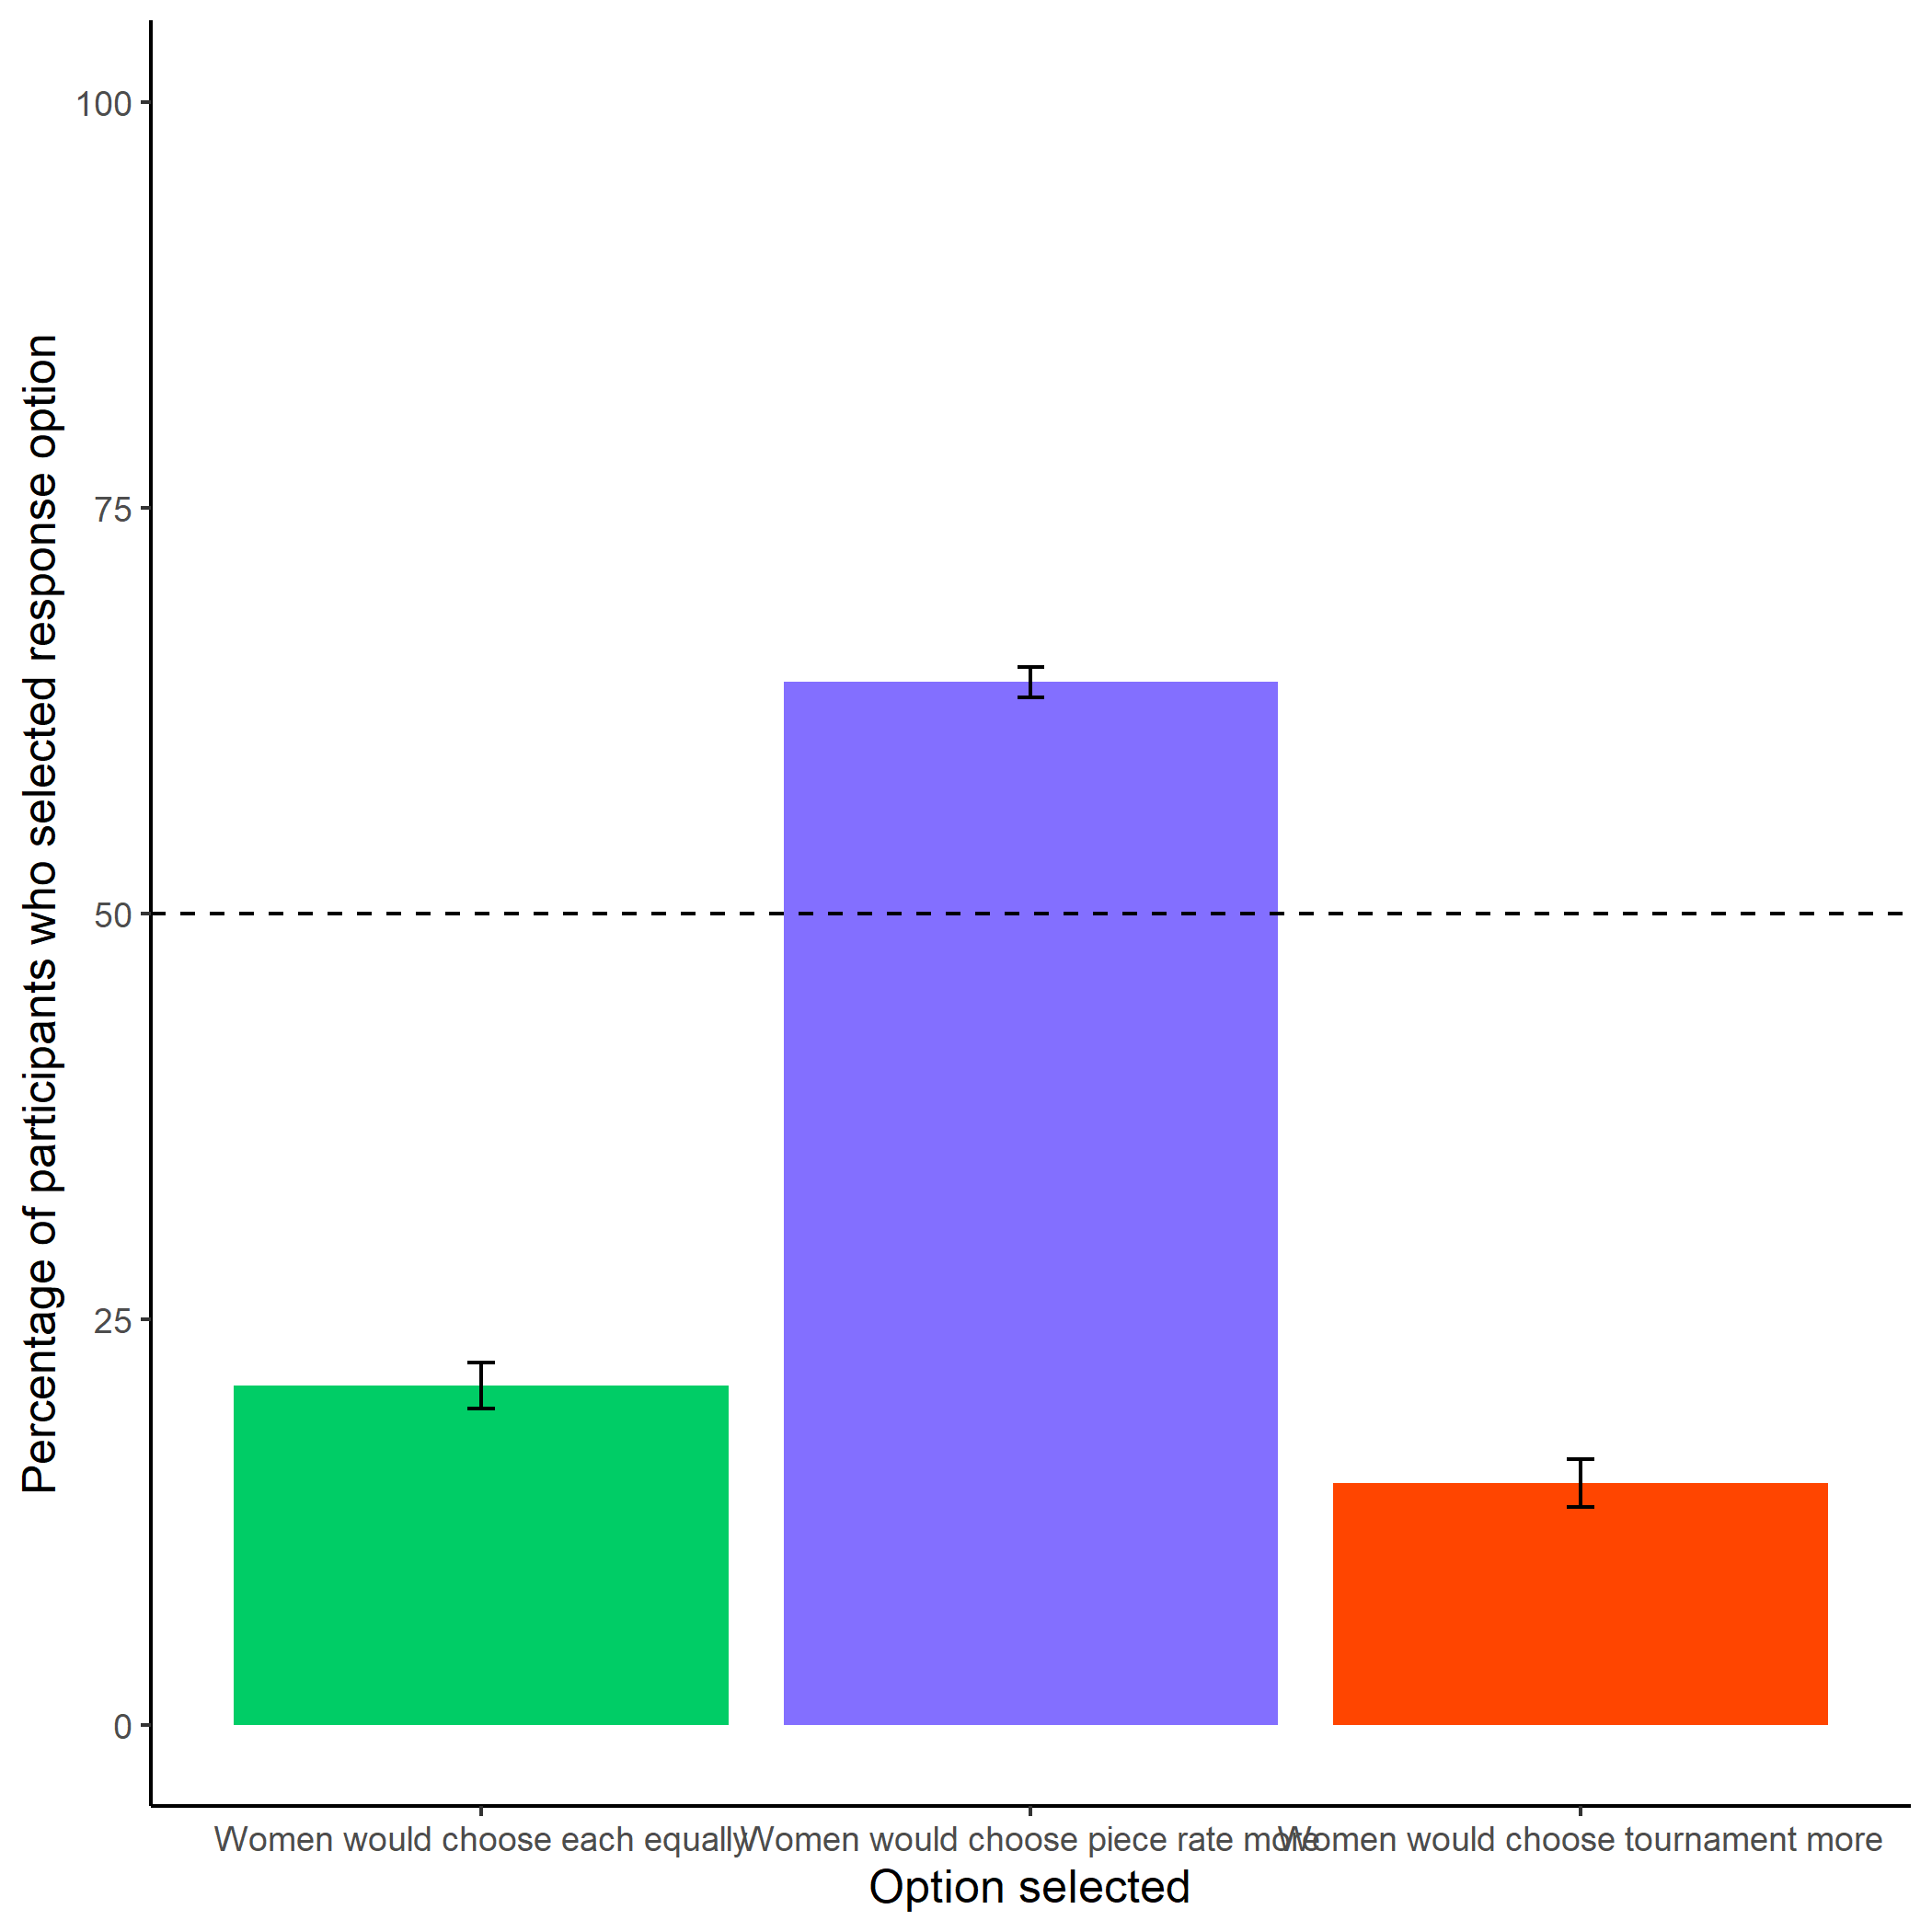 Percentage of participants who selected response option
100
75
50
25
0
Women would choose each equally
Women would choose piece rate more
Women would choose tournament more
Option selected